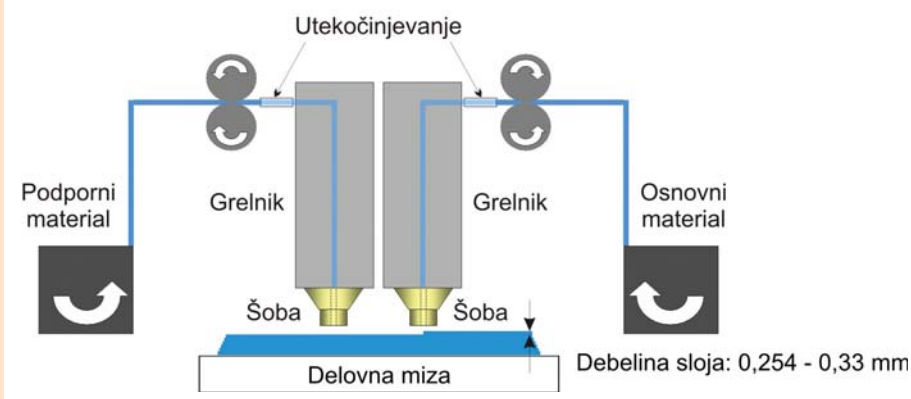 Utekočinjevanje
Podporni
material
Grelnik
Grelnik
Osnovni
material
Šoba
Šoba
Delovna miza
Debelina sloja: 0,254 - 0,33 mm